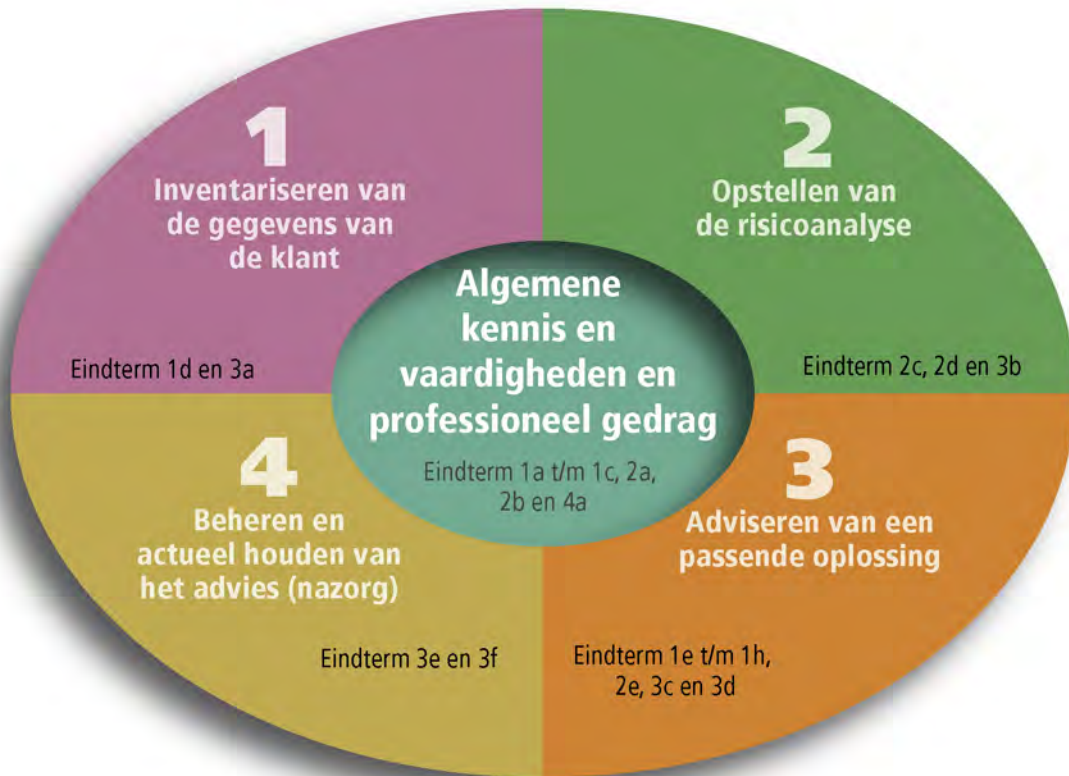 1
Inventariseren van
de gegevens van
de klant
Eindterm 1d en 3a
2
Opstellen van
de risicoanalyse
Eindterm 2c, 2d en 3b
Algemene
kennis en
vaardigheden en
professioneel gedrag
Eindterm 1a t/m 1c, 2a,
2b en 4a
3
Adviseren van een
passende oplossing
Eindterm 1e t/m 1h,
2e, 3c en 3d
4
Beheren en
actueel houden van
het advies (nazorg)
Eindterm 3e en 3f